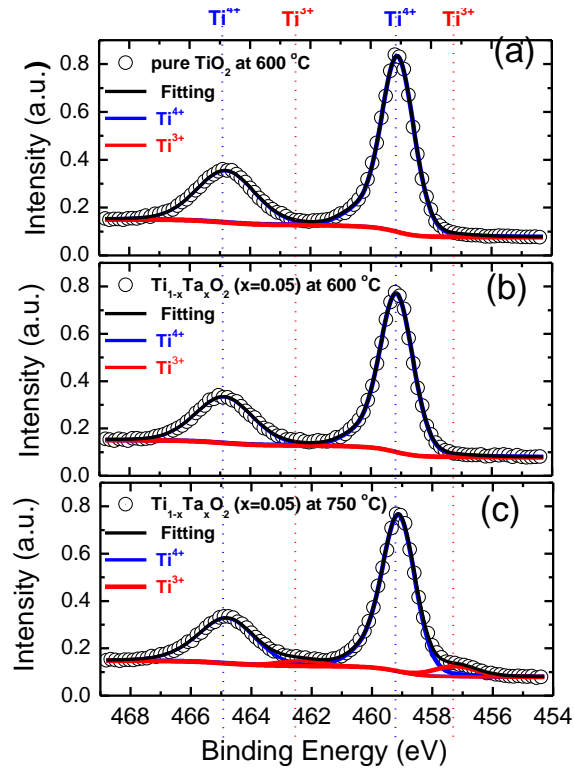 Ti⁴⁺ Ti³⁺ Ti⁴⁺ Ti³⁺
(a)
pure TiO₂ at 600 °C
Fitting
Ti⁴⁺
Ti³⁺
0.8
0.6
0.4
0.2
0.0
Intensity (a.u.)
(b)
Ti₁₋ₓTaₓO₂ (x=0.05) at 600 °C
Fitting
Ti⁴⁺
Ti³⁺
0.8
0.6
0.4
0.2
0.0
Intensity (a.u.)
(c)
Ti₁₋ₓTaₓO₂ (x=0.05) at 750 °C
Fitting
Ti⁴⁺
Ti³⁺
0.8
0.6
0.4
0.2
0.0
Intensity (a.u.)
468 466 464 462 460 458 456 454
Binding Energy (eV)